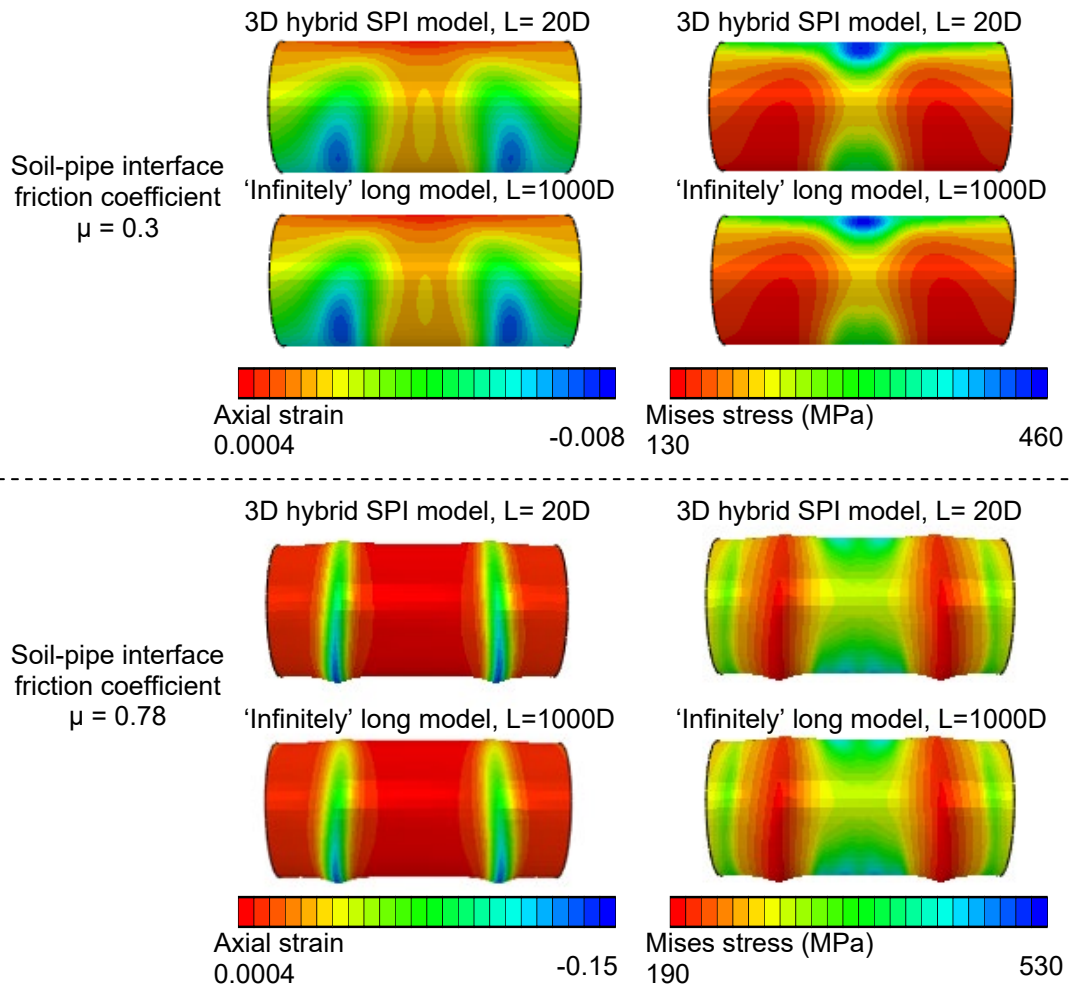 3D hybrid SPI model, L= 20D
3D hybrid SPI model, L= 20D
Soil-pipe interface
friction coefficient
μ = 0.3
‘Infinitely’ long model, L=1000D
‘Infinitely’ long model, L=1000D
Axial strain
0.0004
-0.008
Mises stress (MPa)
130
460
3D hybrid SPI model, L= 20D
3D hybrid SPI model, L= 20D
Soil-pipe interface
friction coefficient
μ = 0.78
‘Infinitely’ long model, L=1000D
‘Infinitely’ long model, L=1000D
Axial strain
0.0004
-0.15
Mises stress (MPa)
190
530